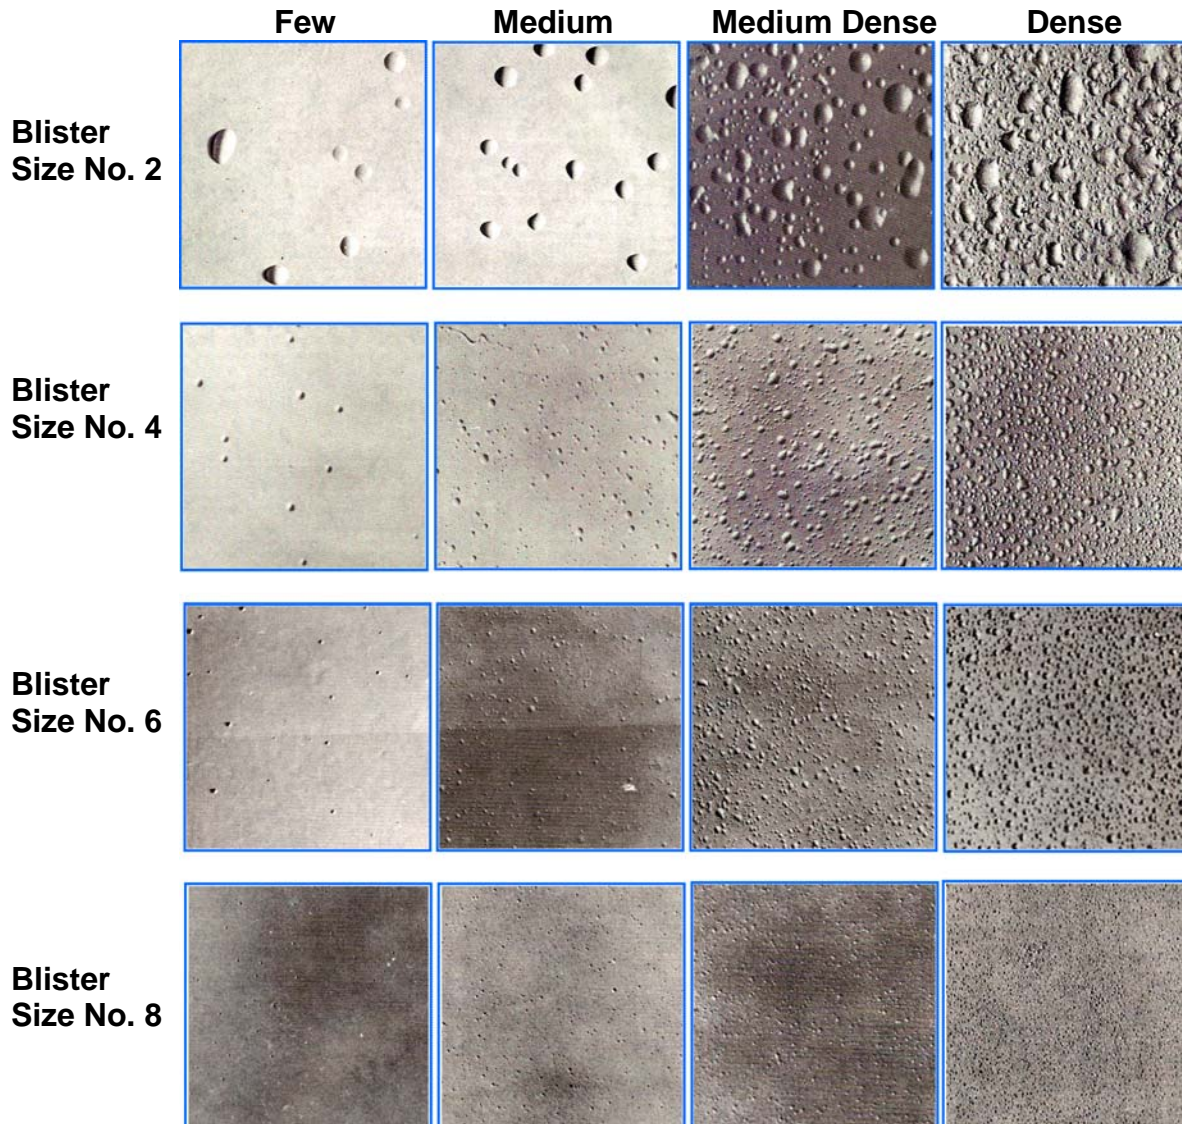 Few Medium Medium Dense Dense
Blister
Size No. 2
Blister
Size No. 4
Blister
Size No. 6
Blister
Size No. 8